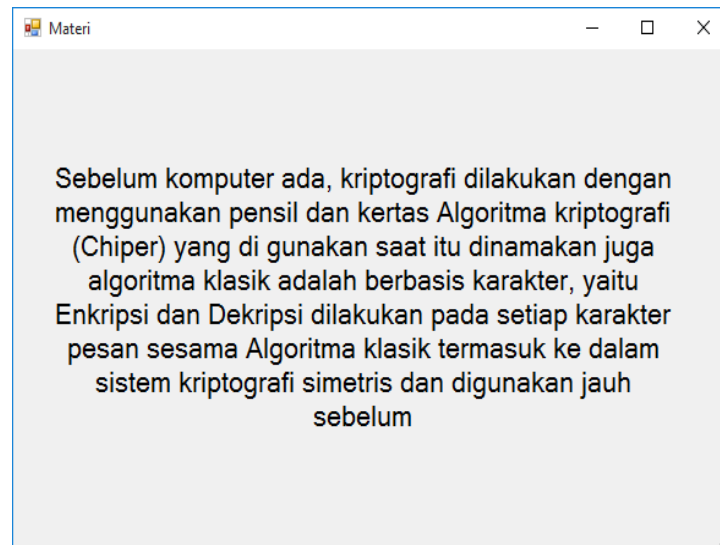 Materi
Sebelum komputer ada, kriptografi dilakukan dengan
menggunakan pensil dan kertas Algoritma kriptografi
(Chiper) yang di gunakan saat itu dinamakan juga
algoritma klasik adalah berbasis karakter, yaitu
Enkripsi dan Dekripsi dilakukan pada setiap karakter
pesan sesama Algoritma klasik termasuk ke dalam
sistem kriptografi simetris dan digunakan jauh
sebelum